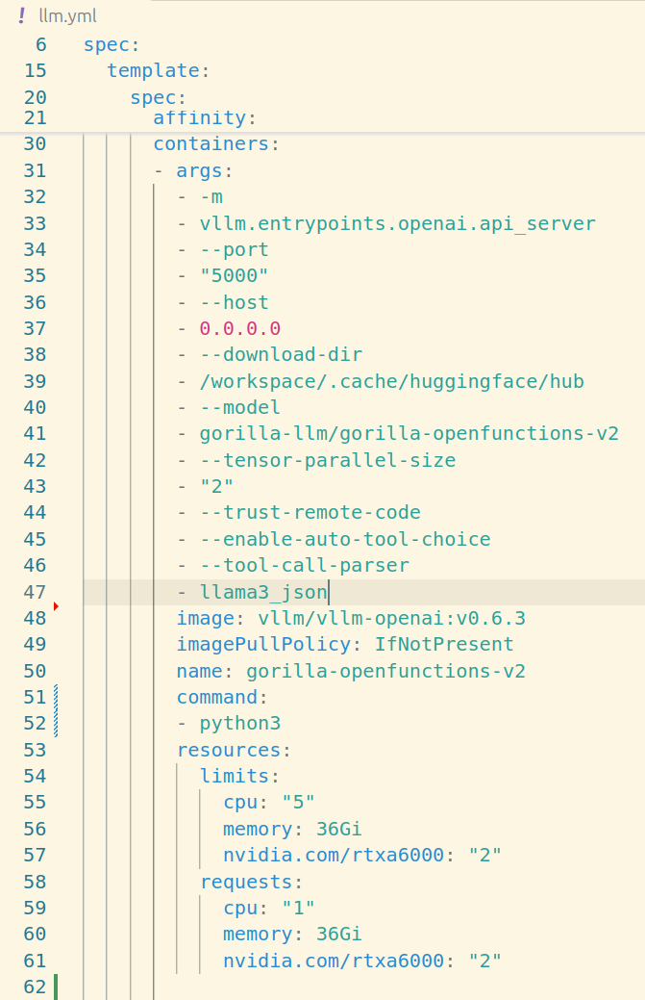 ! llm.yml
6 spec:
15 template:
20 spec:
21 affinity:
30 containers:
31 - args:
32 - -m
33 - vllm.entrypoints.openai.api_server
34 - --port
35 - "5000"
36 - --host
37 - 0.0.0.0
38 - --download-dir
39 - /workspace/.cache/huggingface/hub
40 - --model
41 - gorilla-llm/gorilla-openfunctions-v2
42 - --tensor-parallel-size
43 - "2"
44 - --trust-remote-code
45 - --enable-auto-tool-choice
46 - --tool-call-parser
47 - llama3_json
48 image: vllm/vllm-openai:v0.6.3
49 imagePullPolicy: IfNotPresent
50 name: gorilla-openfunctions-v2
51 command:
52 - python3
53 resources:
54 limits:
55 cpu: "5"
56 memory: 36Gi
57 nvidia.com/rtxa6000: "2"
58 requests:
59 cpu: "1"
60 memory: 36Gi
61 nvidia.com/rtxa6000: "2"
62